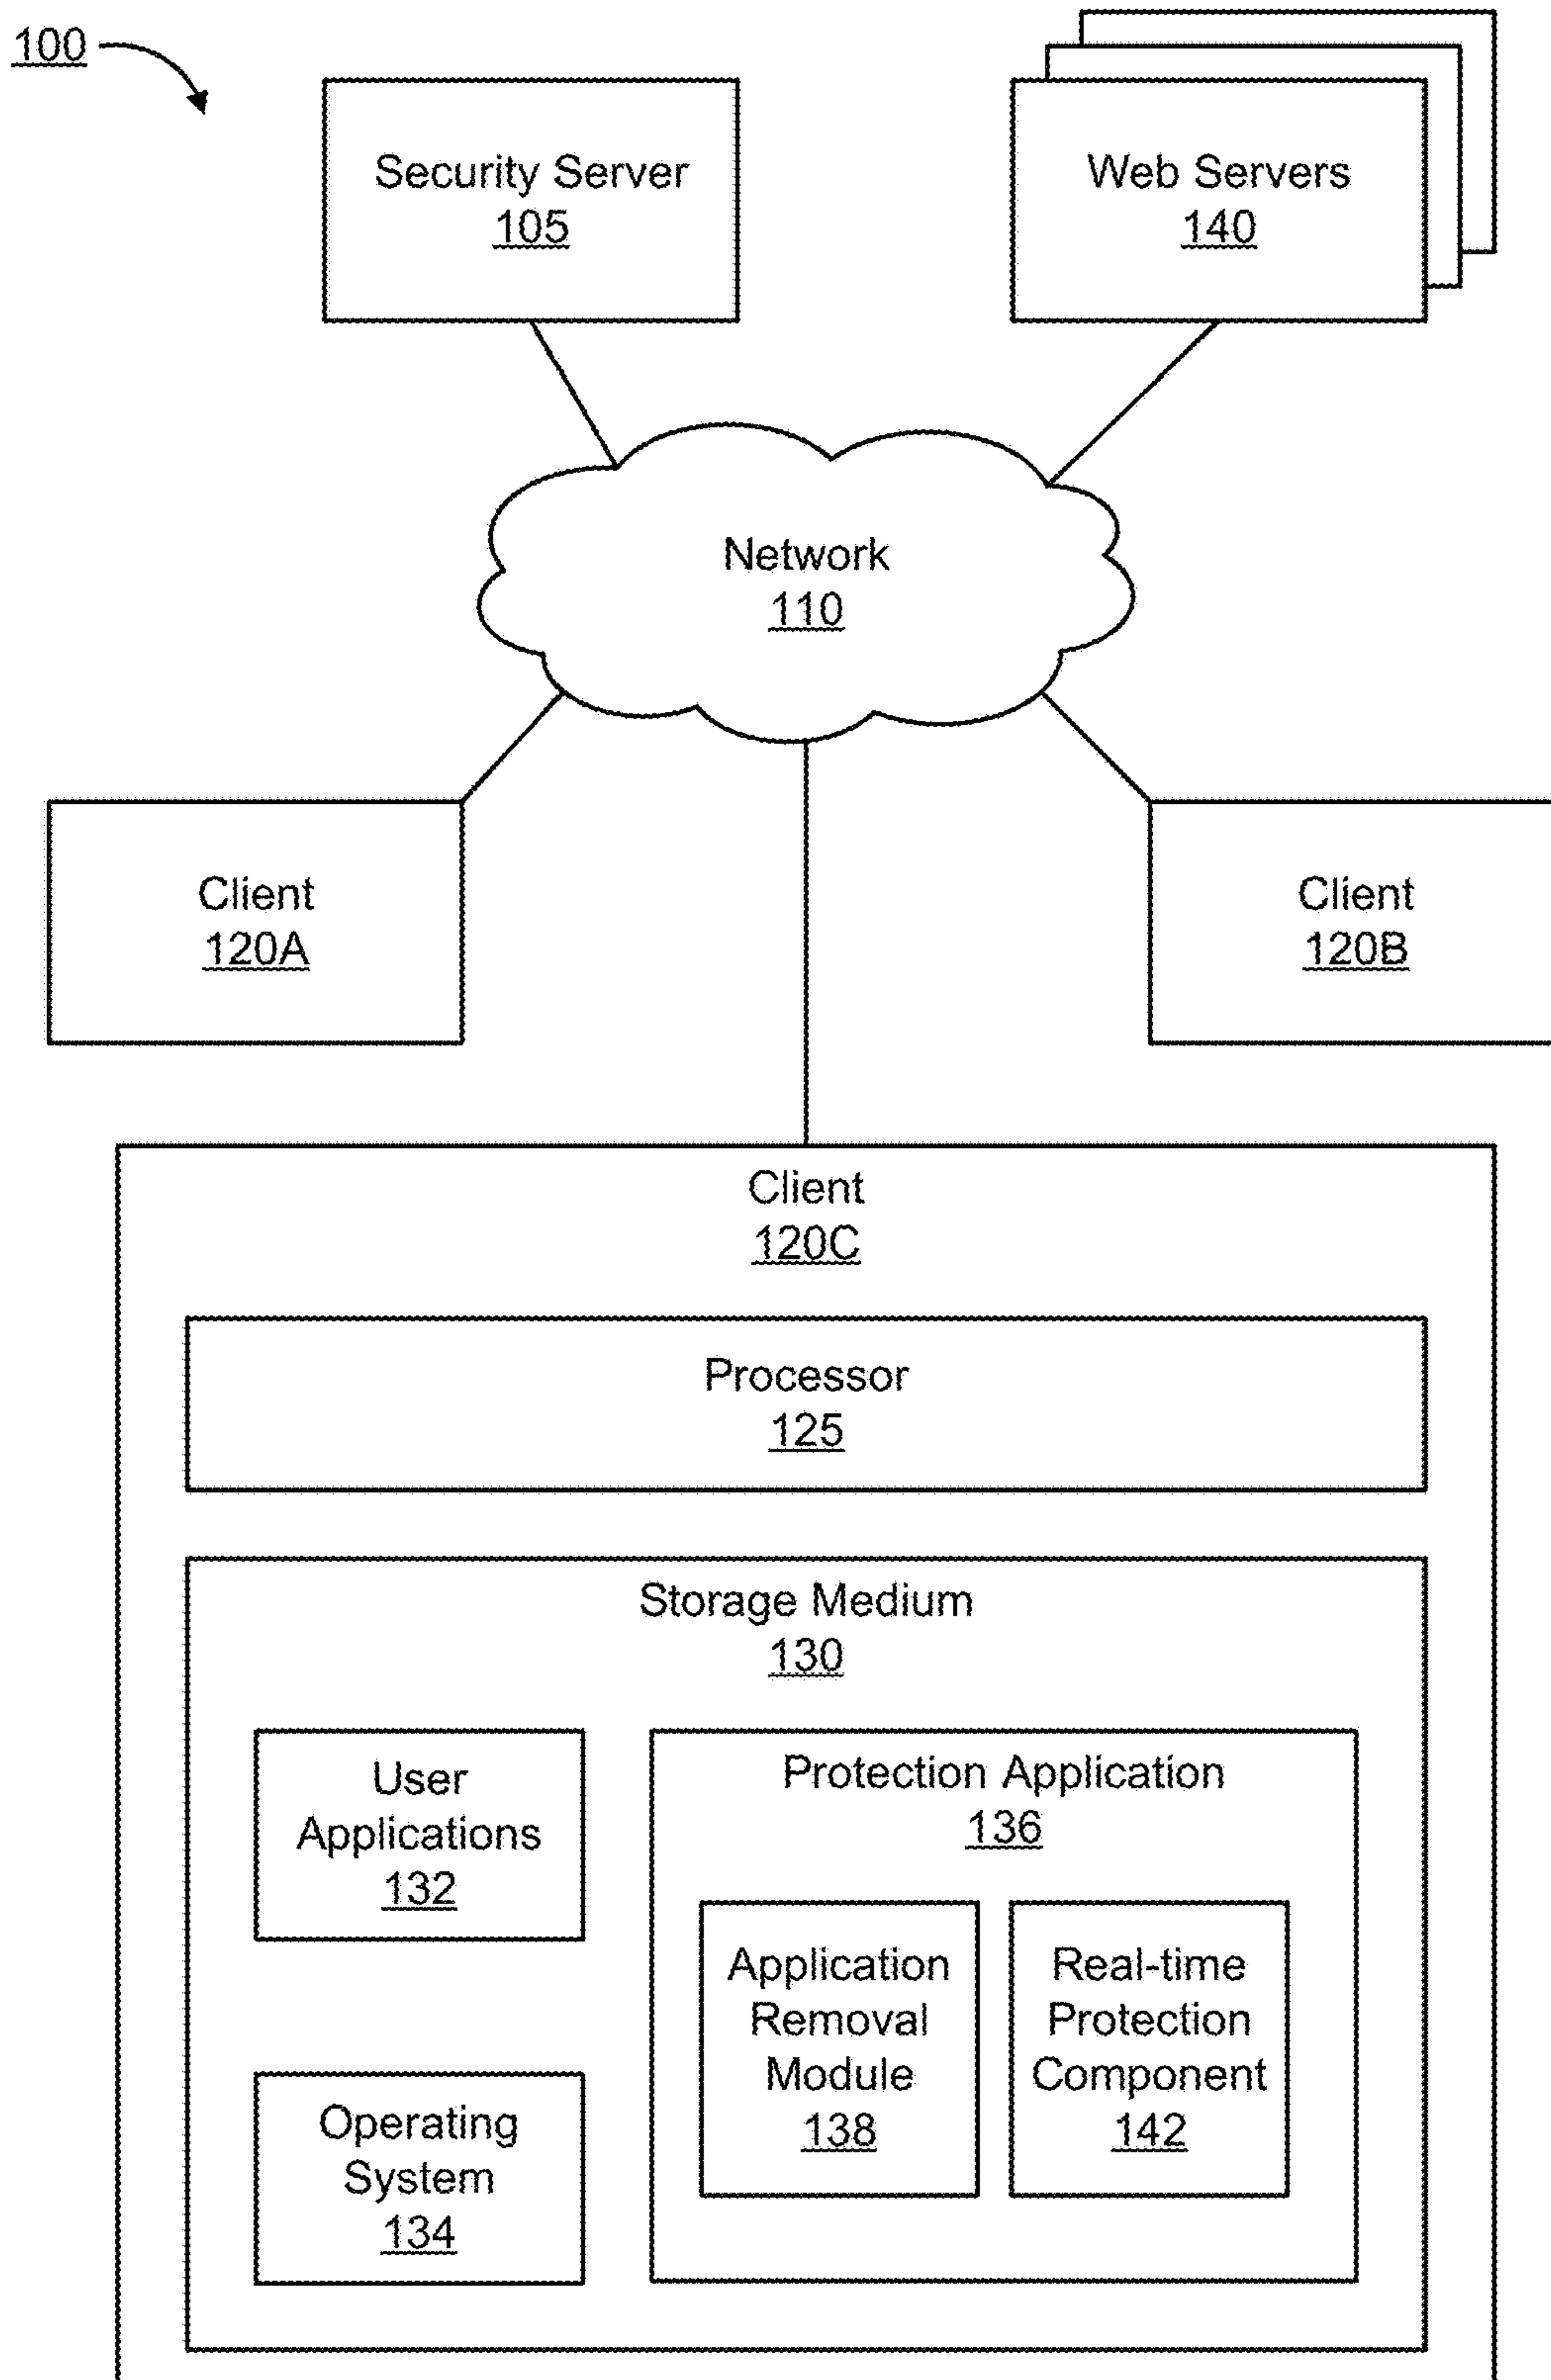 100
Security Server
105
Web Servers
140
Network
110
Client
120A
Client
120B
Client
120C
Processor
125
Storage Medium
130
User
Applications
132
Operating
System
134
Protection Application
136
Application
Removal
Module
138
Real-time
Protection
Component
142